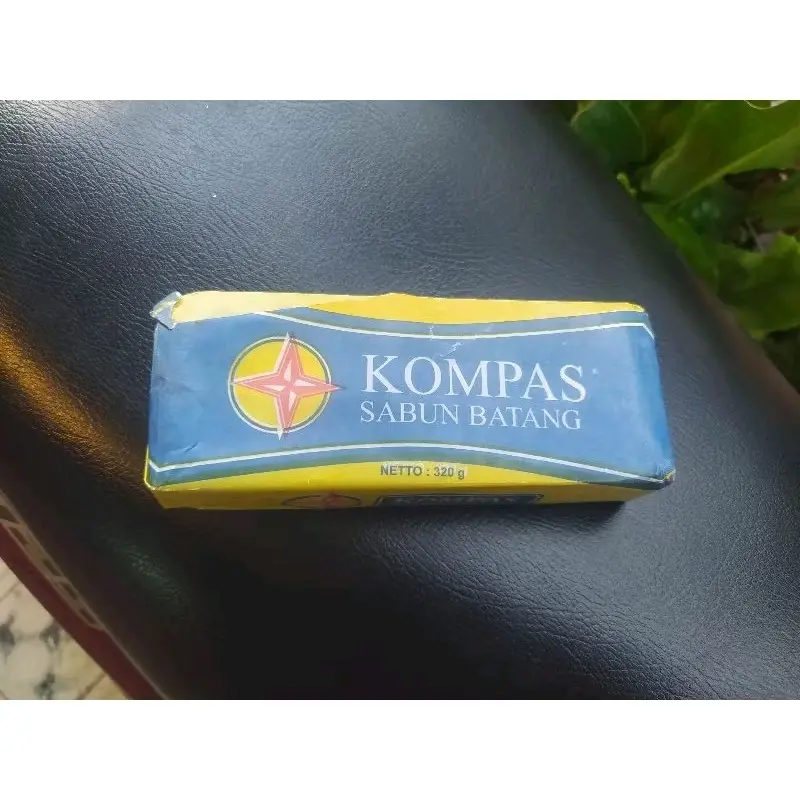 KOMPAS
SABUN BATANG
NETTO : 320 g